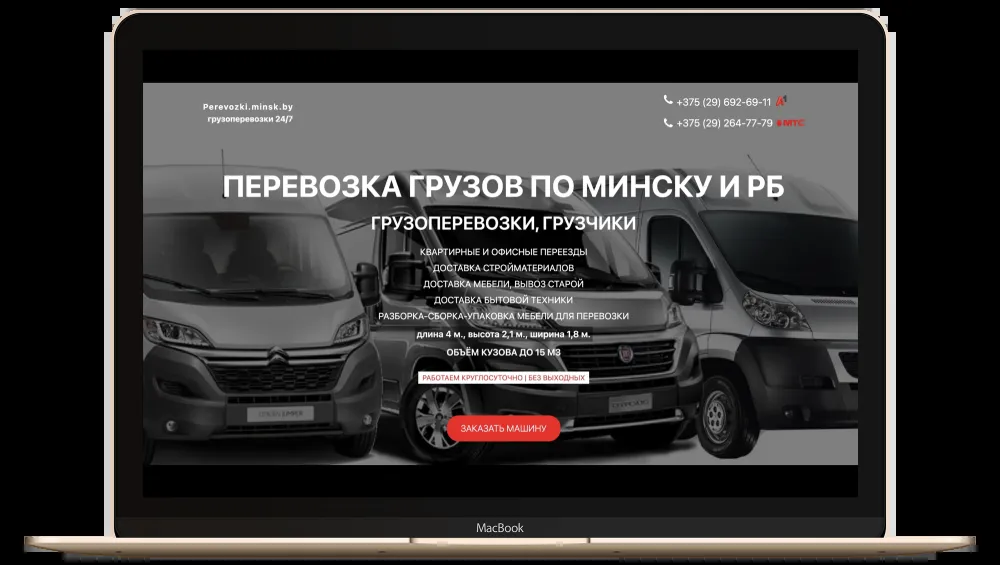 Perevozki.minsk.by
грузоперевозки 24/7
+375 (29) 692-69-11
+375 (29) 264-77-79 МТС
ПЕРЕВОЗКА ГРУЗОВ ПО МИНСКУ И РБ
ГРУЗОПЕРЕВОЗКИ, ГРУЗЧИКИ
КВАРТИРНЫЕ И ОФИСНЫЕ ПЕРЕЕЗДЫ
ДОСТАВКА СТРОЙМАТЕРИАЛОВ
ДОСТАВКА МЕБЕЛИ, ВЫВОЗ СТАРОЙ
ДОСТАВКА БЫТОВОЙ ТЕХНИКИ
РАЗБОРКА-СБОРКА-УПАКОВКА МЕБЕЛИ ДЛЯ ПЕРЕВОЗКИ
длина 4 м., высота 2,1 м., ширина 1,8 м.
ОБЪЁМ КУЗОВА ДО 15 М3
РАБОТАЕМ КРУГЛОСУТОЧНО | БЕЗ ВЫХОДНЫХ
ЗАКАЗАТЬ МАШИНУ
MacBook